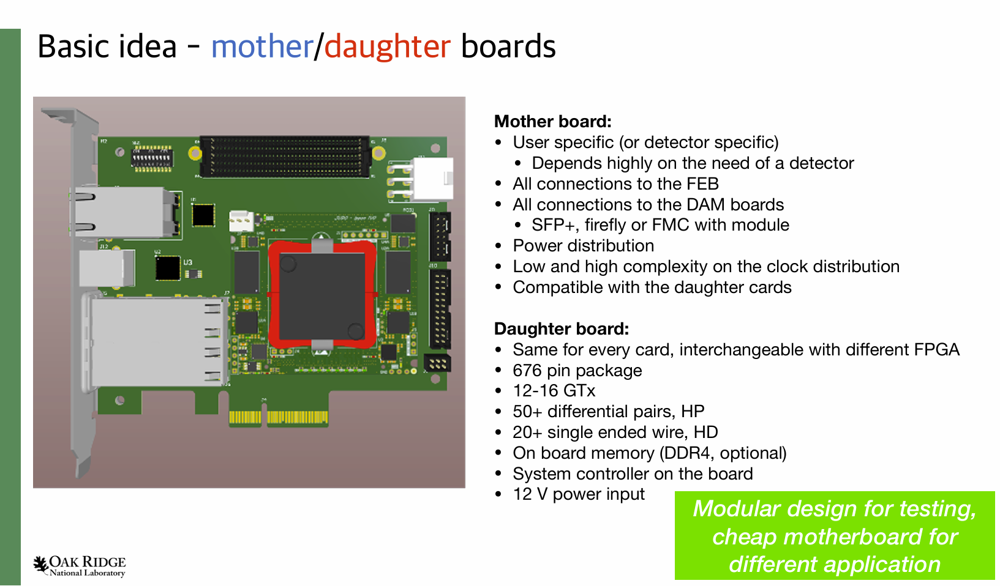 Basic idea – mother/daughter boards
Mother board:
• User specific (or detector specific)
• Depends highly on the need of a detector
• All connections to the FEB
• All connections to the DAM boards
• SFP+, firefly or FMC with module
• Power distribution
• Low and high complexity on the clock distribution
• Compatible with the daughter cards
Daughter board:
• Same for every card, interchangeable with different FPGA
• 676 pin package
• 12-16 GTx
• 50+ differential pairs, HP
• 20+ single ended wire, HD
• On board memory (DDR4, optional)
• System controller on the board
• 12 V power input
Modular design for testing,
cheap motherboard for
different application
J12
U2
U3
J7
J10
OAK RIDGE
National Laboratory